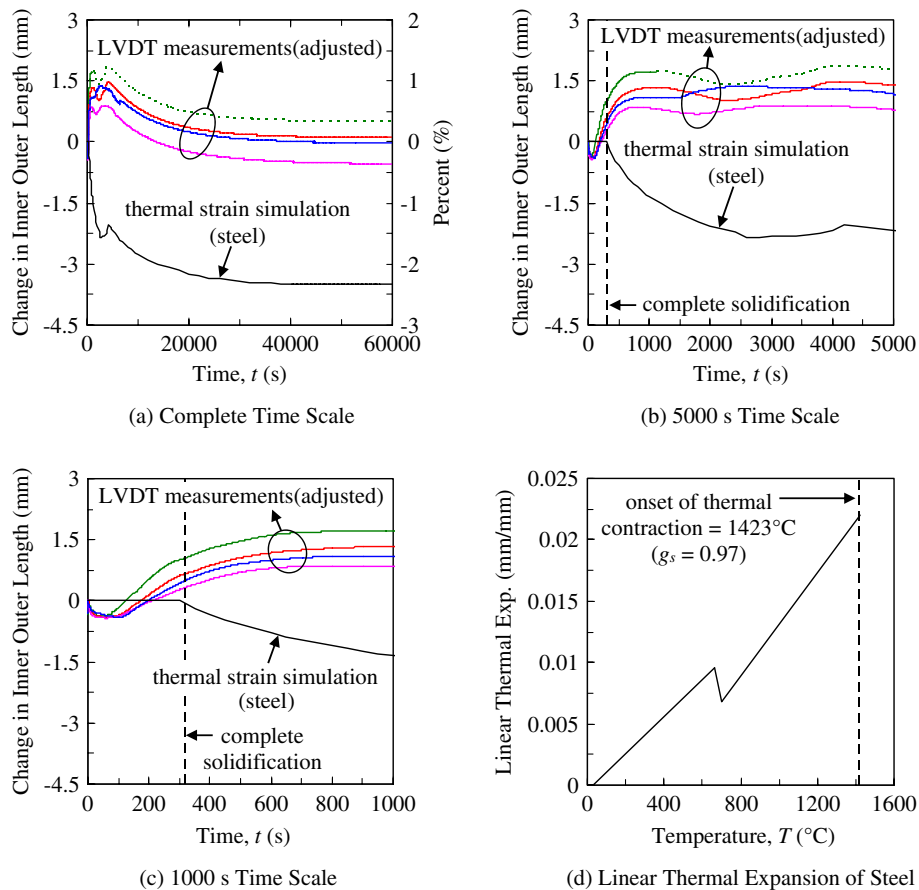 3
1.5
0
-1.5
-3
-4.5
Change in Inner Outer Length (mm)
LVDT measurements(adjusted)
thermal strain simulation
(steel)
2
1
0
-1
-2
-3
Percent (%)
0
20000
40000
60000
Time, t (s)
(a) Complete Time Scale
3
1.5
0
-1.5
-3
-4.5
Change in Inner Outer Length (mm)
LVDT measurements(adjusted)
thermal strain simulation
(steel)
complete solidification
0
1000
2000
3000
4000
5000
Time, t (s)
(b) 5000 s Time Scale
3
1.5
0
-1.5
-3
-4.5
Change in Inner Outer Length (mm)
LVDT measurements(adjusted)
thermal strain simulation
(steel)
complete
solidification
0
200
400
600
800
1000
Time, t (s)
(c) 1000 s Time Scale
0.025
0.02
0.015
0.01
0.005
0
Linear Thermal Exp. (mm/mm)
onset of thermal
contraction = 1423°C
(gs = 0.97)
0
400
800
1200
1600
Temperature, T (°C)
(d) Linear Thermal Expansion of Steel